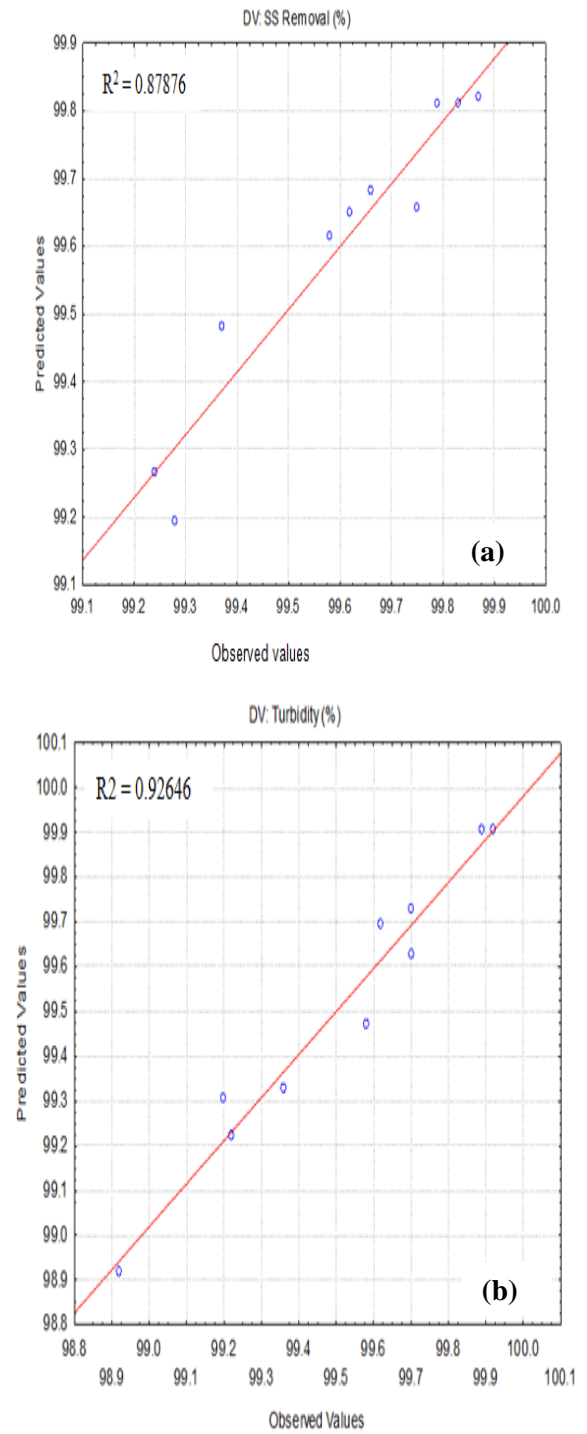 DV: SS Removal (%)
R² = 0.87876
99.9
99.8
99.7
99.6
99.5
99.4
99.3
99.2
99.1
Predicted Values
(a)
99.1 99.2 99.3 99.4 99.5 99.6 99.7 99.8 99.9 100.0
Observed values
DV: Turbidity (%)
R2 = 0.92646
100.1
100.0
99.9
99.8
99.7
99.6
99.5
99.4
99.3
99.2
99.1
99.0
98.9
98.8
Predicted Values
(b)
98.8 99.0 99.2 99.4 99.6 99.8 100.0
98.9 99.1 99.3 99.5 99.7 99.9 100.1
Observed Values